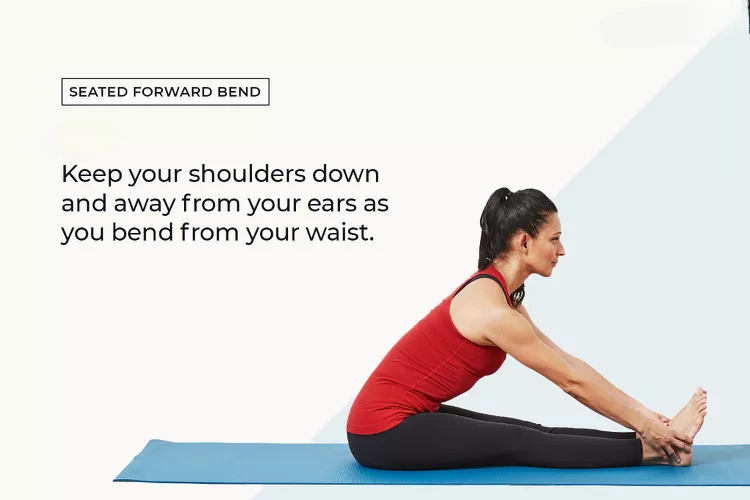 SEATED FORWARD BEND
Keep your shoulders down
and away from your ears as
you bend from your waist.